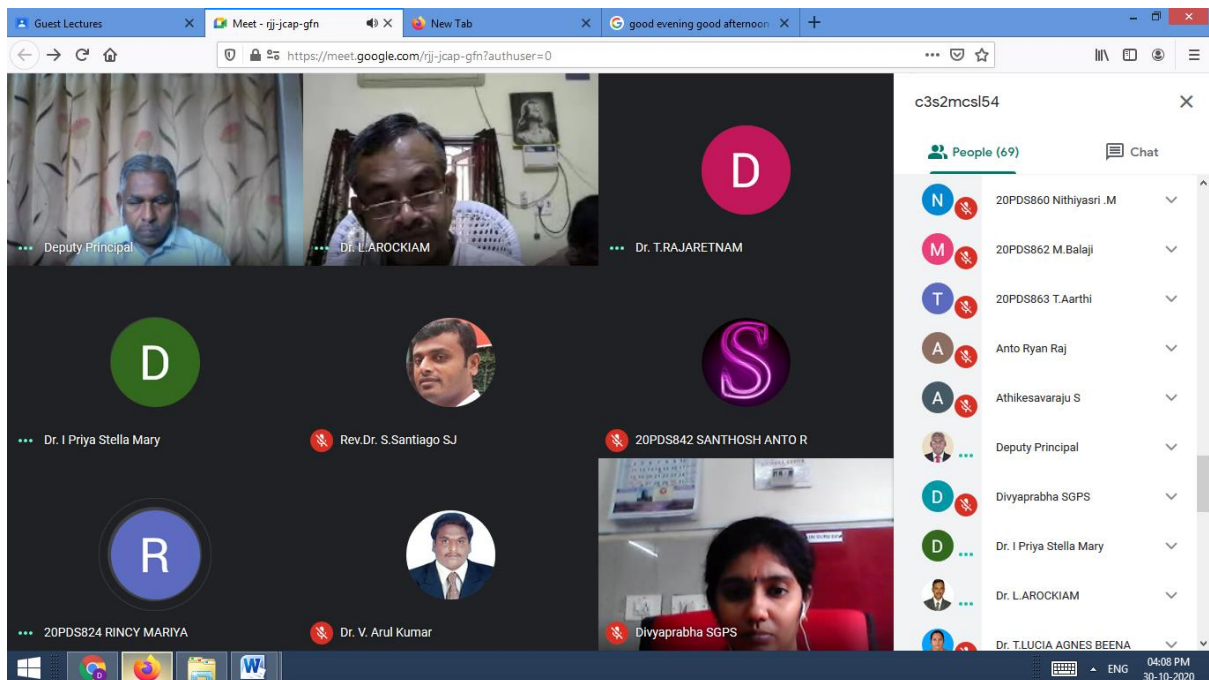 Guest Lectures
Meet - rjj-jcap-gfn
New Tab
G good evening good afternoon
https://meet.google.com/rjj-jcap-gfn?authuser=0
c3s2mcsl54
People (69)
Chat
Deputy Principal
Dr. L.AROCKIAM
D
Dr. T.RAJARETNAM
D
Dr. I Priya Stella Mary
Rev.Dr. S.Santiago SJ
S
20PDS842 SANTHOSH ANTO R
R
20PDS824 RINCY MARIYA
Dr. V. Arul Kumar
Divyaprabha SGPS
N 20PDS860 Nithiyasri .M
M 20PDS862 M.Balaji
T 20PDS863 T.Aarthi
A Anto Ryan Raj
A Athikesavaraju S
Deputy Principal
D Divyaprabha SGPS
D Dr. I Priya Stella Mary
Dr. L.AROCKIAM
Dr. T.LUCIA AGNES BEENA
D
W
ENG
04:08 PM
30-10-2020